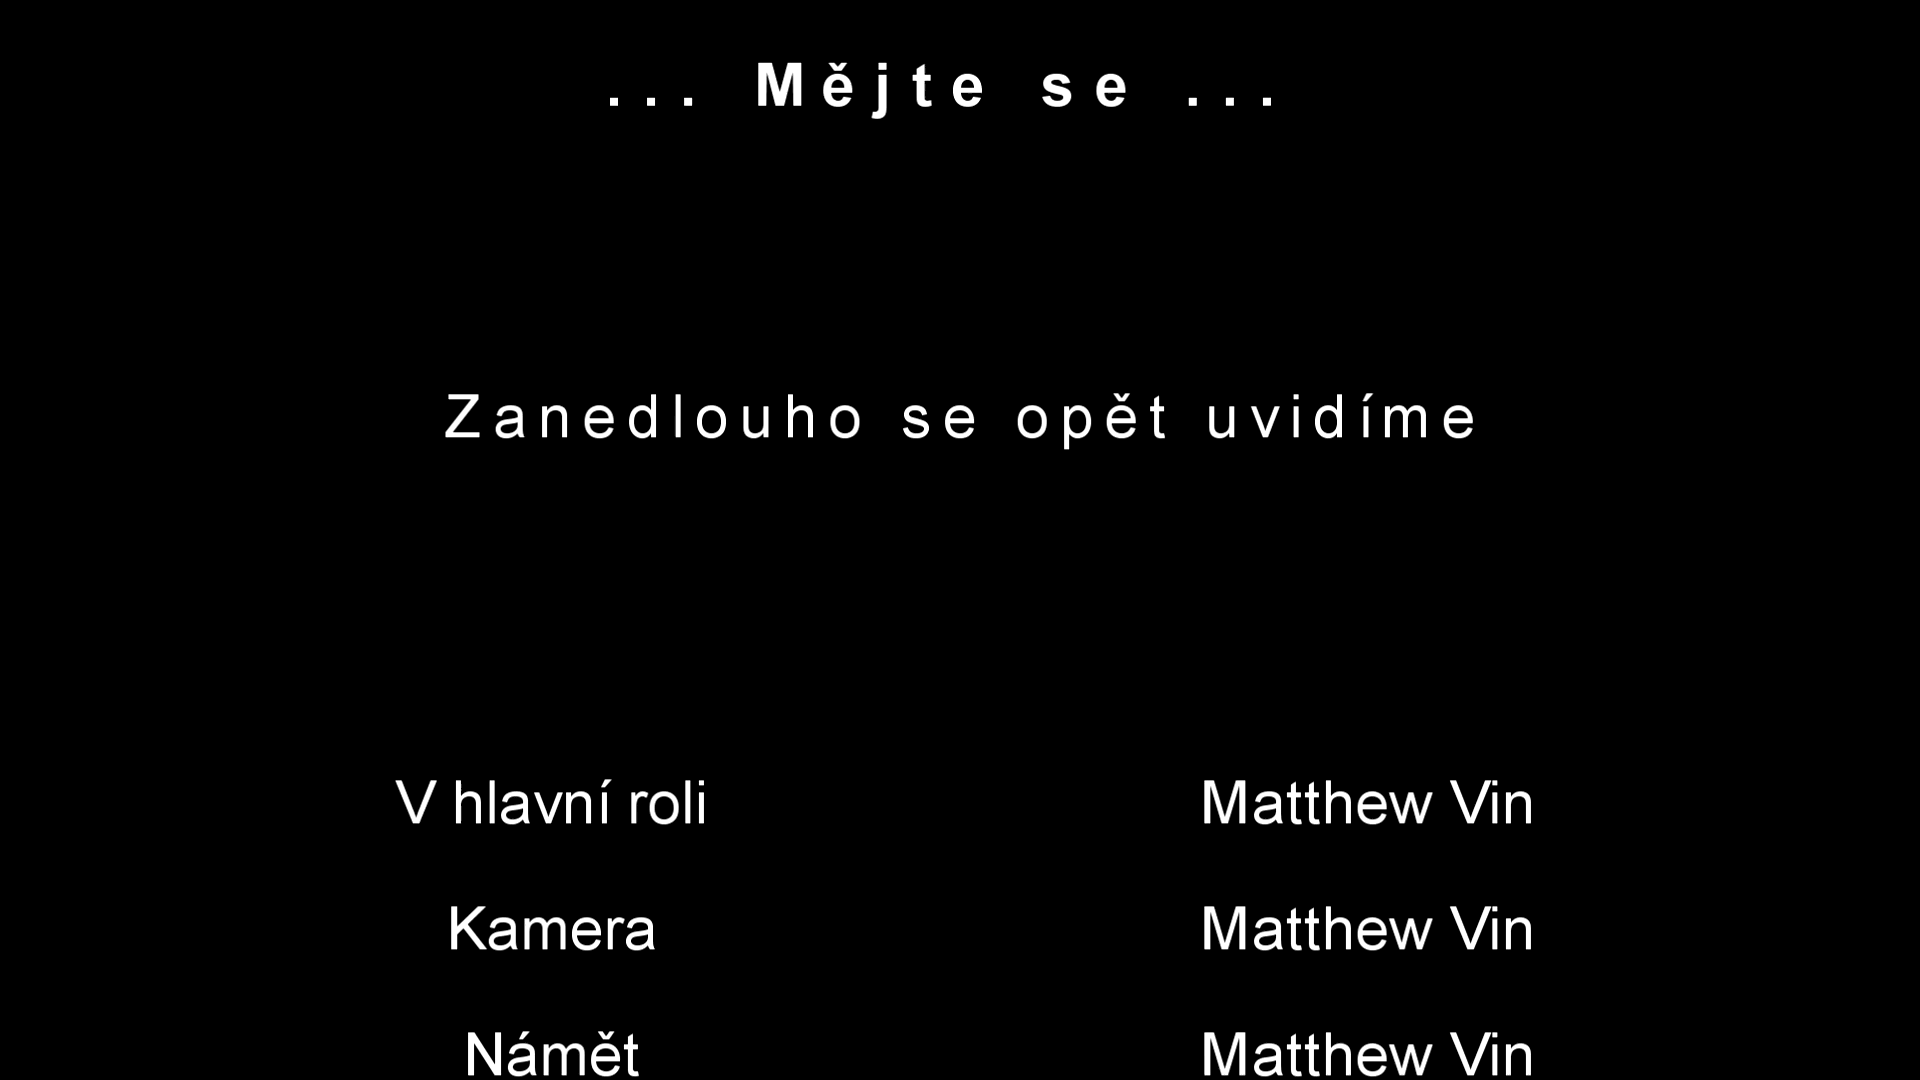 ... Mějte se ...
Zanedlouho se opět uvidíme
V hlavní roli Matthew Vin
Kamera Matthew Vin
Námět Matthew Vin